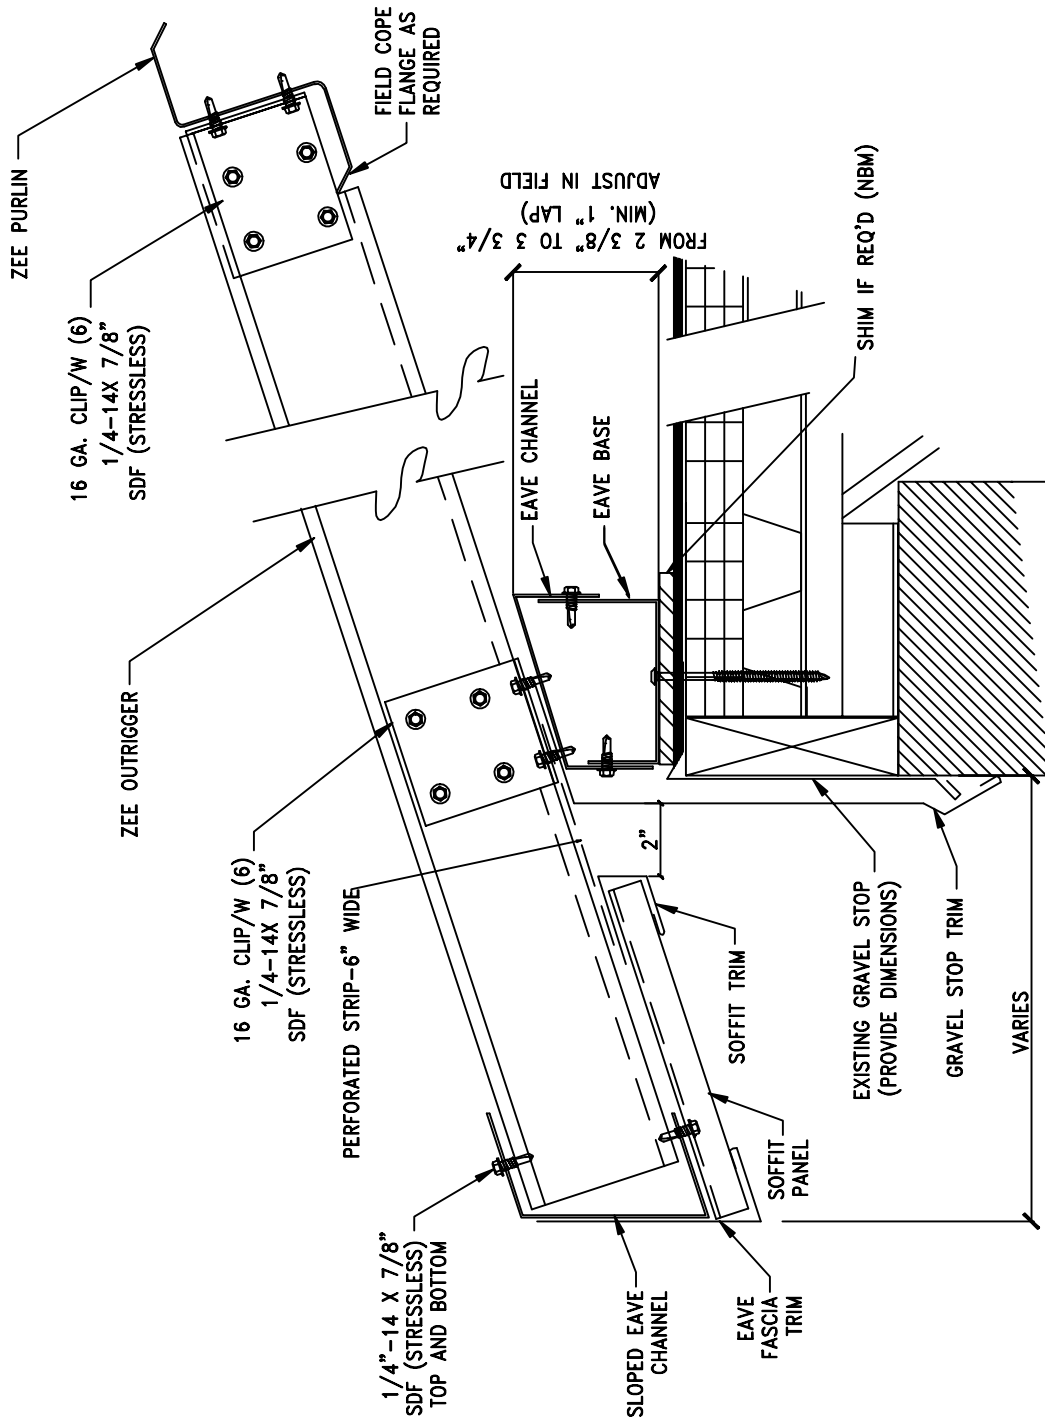 ZEE PURLIN
FIELD COPE
FLANGE AS
REQUIRED
16 GA. CLIP/W (6)
1/4-14X 7/8"
SDF (STRESSLESS)
FROM 2 3/8" TO 3 3/4"
(MIN. 1" LAP)
ADJUST IN FIELD
SHIM IF REQ'D (NBM)
EAVE CHANNEL
EAVE BASE
ZEE OUTRIGGER
16 GA. CLIP/W (6)
1/4-14X 7/8"
SDF (STRESSLESS)
PERFORATED STRIP-6" WIDE
2"
1/4"-14 X 7/8"
SDF (STRESSLESS)
TOP AND BOTTOM
SLOPED EAVE
CHANNEL
EAVE
FASCIA
TRIM
SOFFIT
PANEL
SOFFIT TRIM
EXISTING GRAVEL STOP
(PROVIDE DIMENSIONS)
GRAVEL STOP TRIM
VARIES